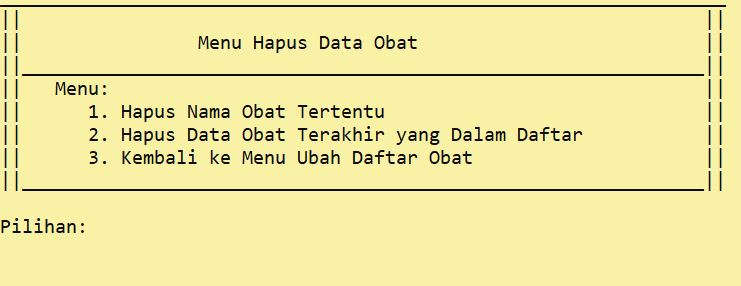 Menu Hapus Data Obat
Menu:
1. Hapus Nama Obat Tertentu
2. Hapus Data Obat Terakhir yang Dalam Daftar
3. Kembali ke Menu Ubah Daftar Obat
Pilihan: